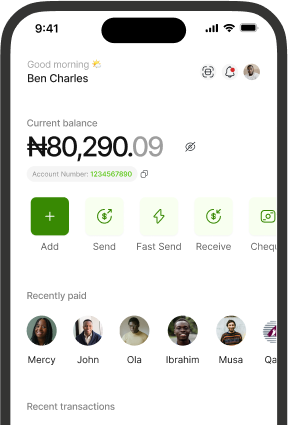 9:41
Good morning
Ben Charles
Current balance
₦80,290.09
Account Number: 1234567890
Add Send Fast Send Receive Chequ
Recently paid
Mercy John Ola Ibrahim Musa Qa
Recent transactions